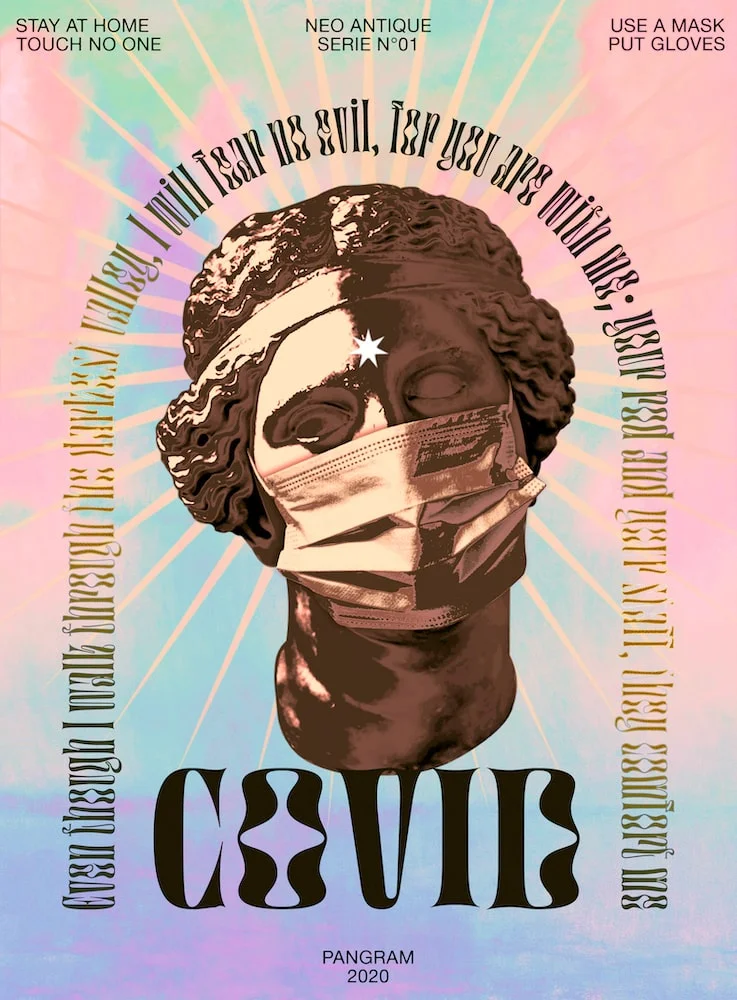 STAY AT HOME
TOUCH NO ONE
NEO ANTIQUE
SERIE N°01
USE A MASK
PUT GLOVES
Even though I walk through the darkest valley, I will fear no evil, for you are with me; your rod and your staff, they comfort me
COVID
PANGRAM
2020